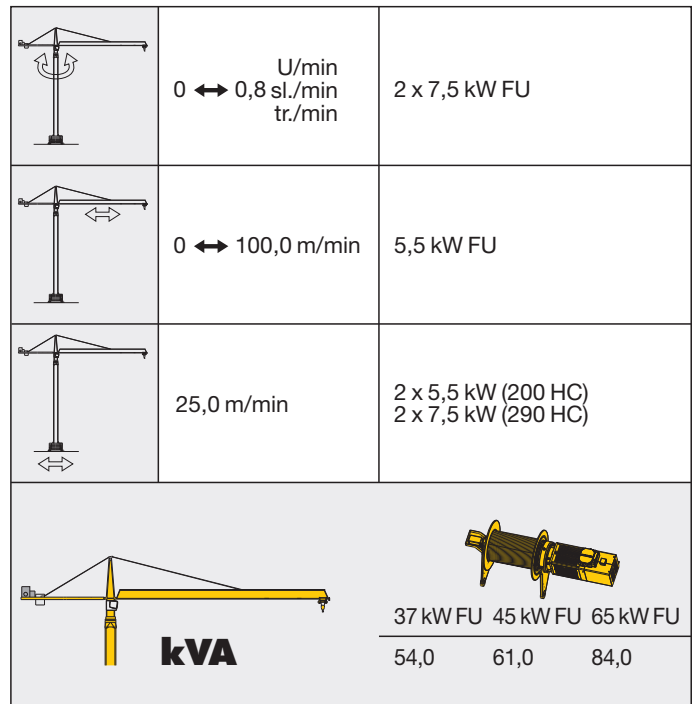 U/min
0 ↔ 0,8 sl./min
tr./min
2 x 7,5 kW FU
0 ↔ 100,0 m/min
5,5 kW FU
25,0 m/min
2 x 5,5 kW (200 HC)
2 x 7,5 kW (290 HC)
kVA
37 kW FU 45 kW FU 65 kW FU
54,0 61,0 84,0